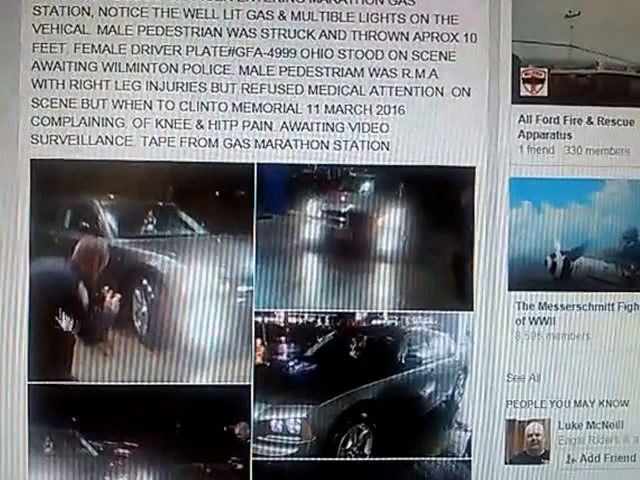 STATION, NOTICE THE WELL LIT GAS & MULTIBLE LIGHTS ON THE
VEHICAL. MALE PEDESTRIAN WAS STRUCK AND THROWN APROX 10
FEET. FEMALE DRIVER PLATE#GFA-4999 OHIO STOOD ON SCENE
AWAITING WILMINTON POLICE. MALE PEDESTRIAM WAS R.M.A
WITH RIGHT LEG INJURIES BUT REFUSED MEDICAL ATTENTION. ON
SCENE.BUT WHEN TO CLINTO MEMORIAL 11 MARCH 2016
COMPLAINING. OF KNEE & HITP PAIN. AWAITING VIDEO
SURVEILLANCE. TAPE FROM GAS MARATHON STATION
All Ford Fire & Rescue
Apparatus
1 friend 330 members
The Messerschmitt Figh
of WWII
members
See All
PEOPLE YOU MAY KNOW
Luke McNeill
Eagle Riders is a
Add Friend